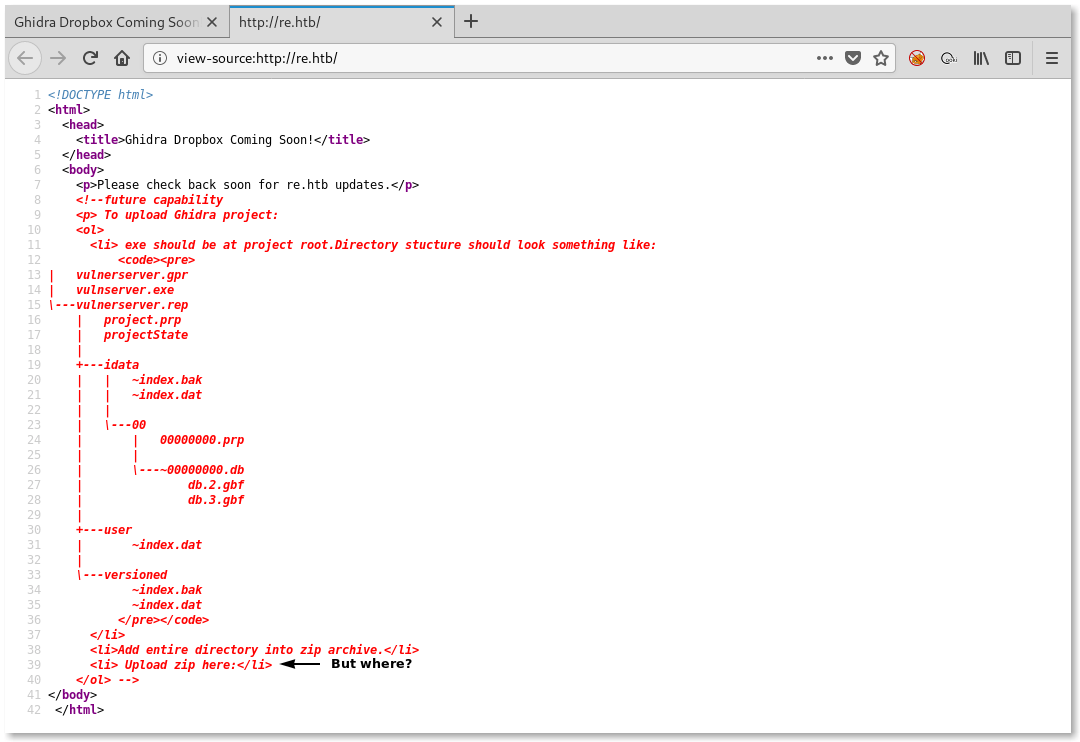 Ghidra Dropbox Coming Soon
http://re.htb/
view-source:http://re.htb/
1 <!DOCTYPE html>
2 <html>
3   <head>
4     <title>Ghidra Dropbox Coming Soon!</title>
5   </head>
6   <body>
7     <p>Please check back soon for re.htb updates.</p>
8     <!--future capability
9     <p> To upload Ghidra project:
10     <ol>
11       <li> exe should be at project root.Directory stucture should look something like:
12           <code><pre>
13 |   vulnerserver.gpr
14 |   vulnserver.exe
15 \---vulnerserver.rep
16     |   project.prp
17     |   projectState
18     |
19     +---idata
20     |   |   ~index.bak
21     |   |   ~index.dat
22     |   |
23     |   \---00
24     |       |   00000000.prp
25     |       |
26     |       \---~00000000.db
27     |               db.2.gbf
28     |               db.3.gbf
29     |
30     +---user
31     |       ~index.dat
32     |
33     \---versioned
34             ~index.bak
35             ~index.dat
36           </pre></code>
37       </li>
38       <li>Add entire directory into zip archive.</li>
39       <li> Upload zip here:</li> But where?
40     </ol> -->
41 </body>
42  </html>